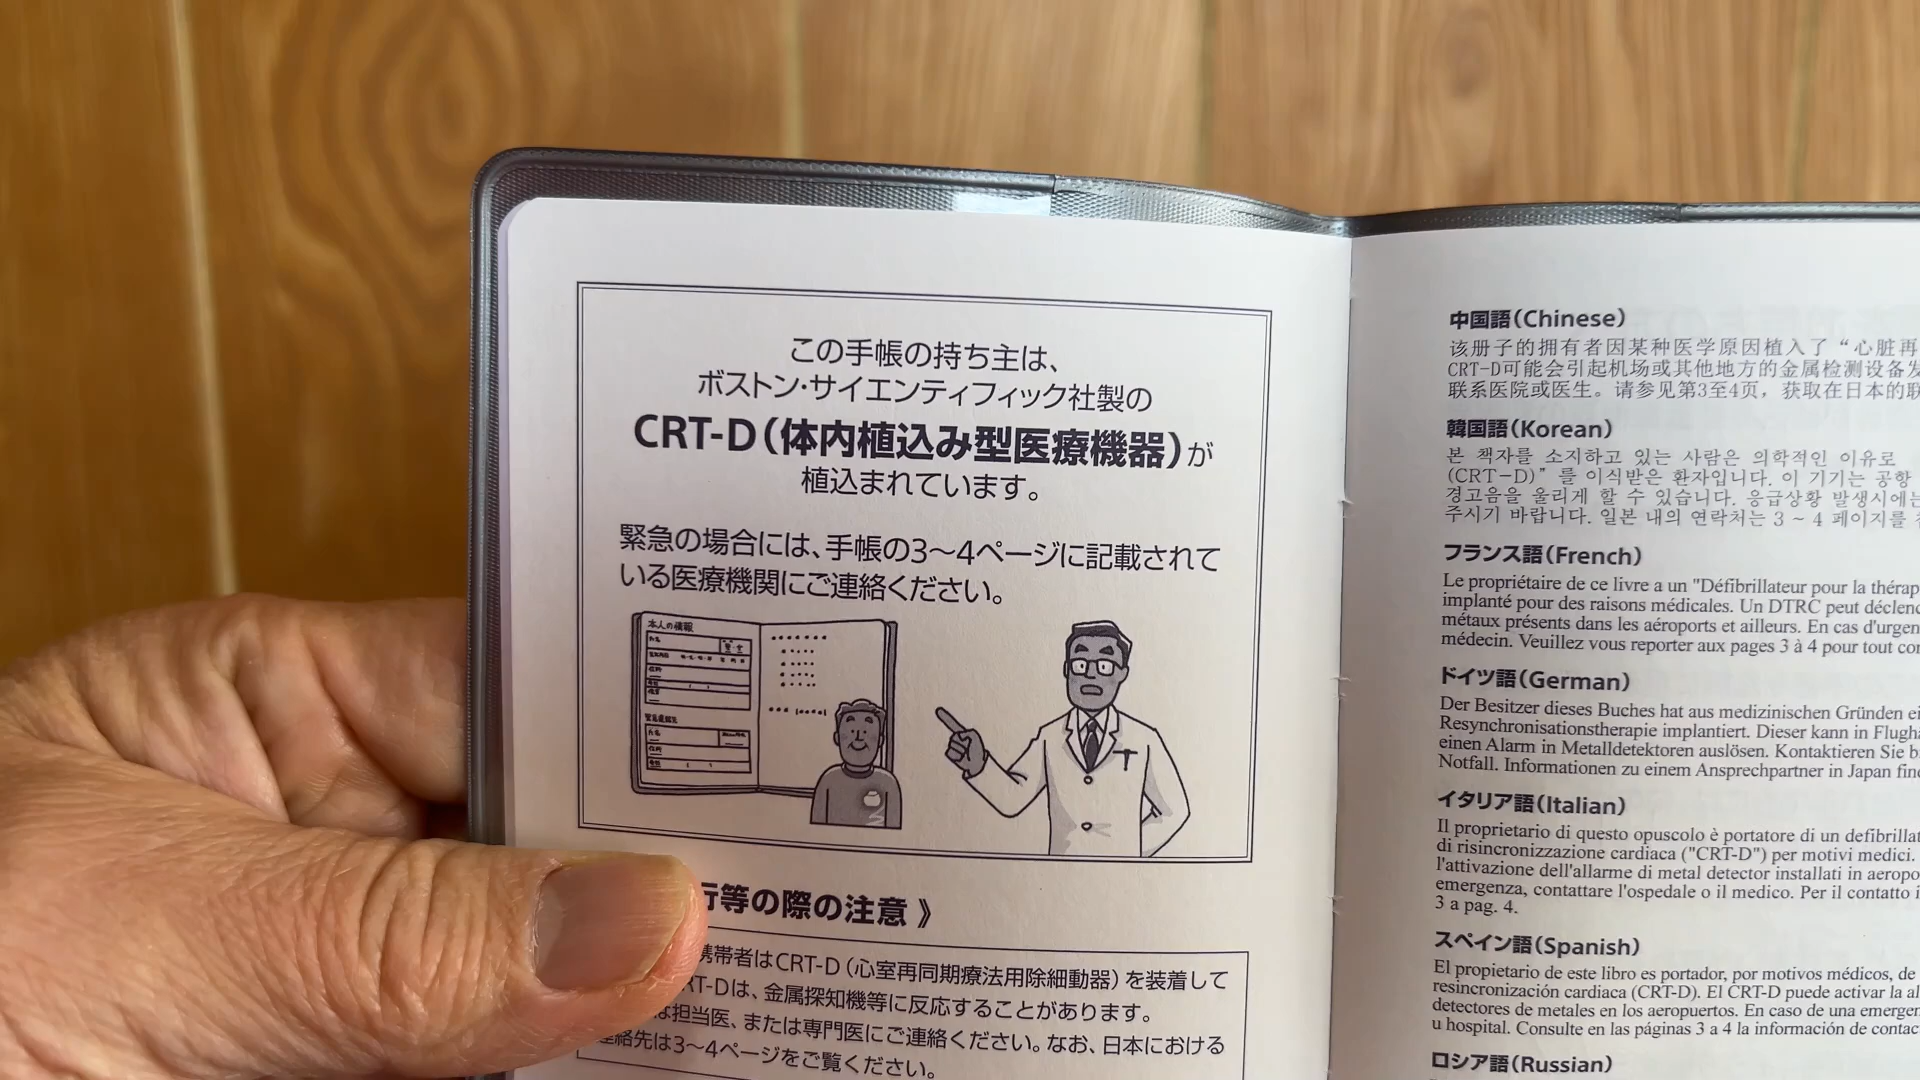 この手帳の持ち主は、
ボストン・サイエンティフィック社製の
CRT-D（体内植込み型医療機器）が
植込まれています。
緊急の場合には、手帳の3〜4ページに記載されて
いる医療機関にご連絡ください。
本人の情報
行等の際の注意 》
携帯者はCRT-D（心室再同期療法用除細動器）を装着して
RT-Dは、金属探知機等に反応することがあります。
は担当医、または専門医にご連絡ください。なお、日本における
連絡先は3〜4ページをご覧ください。
中国語（Chinese）
该册子的拥有者因某种医学原因植入了“心脏再
CRT-D可能会引起机场或其他地方的金属检测设备发
联系医院或医生。请参见第3至4页，获取在日本的联
韓国語（Korean）
본 책자를 소지하고 있는 사람은 의학적인 이유로
(CRT-D)" 를 이식받은 환자입니다. 이 기기는 공항
경고음을 울리게 할 수 있습니다. 응급상황 발생시에는
주시기 바랍니다. 일본 내의 연락처는 3 ~ 4 페이지를
フランス語（French）
Le propriétaire de ce livre a un "Défibrillateur pour la thérap
implanté pour des raisons médicales. Un DTRC peut déclenc
métaux présents dans les aéroports et ailleurs. En cas d'urgen
médecin. Veuillez vous reporter aux pages 3 à 4 pour tout con
ドイツ語（German）
Der Besitzer dieses Buches hat aus medizinischen Gründen ei
Resynchronisationstherapie implantiert. Dieser kann in Flugha
einen Alarm in Metalldetektoren auslösen. Kontaktieren Sie b
Notfall. Informationen zu einem Ansprechpartner in Japan find
イタリア語（Italian）
Il proprietario di questo opuscolo è portatore di un defibrillat
di risincronizzazione cardiaca ("CRT-D") per motivi medici.
l'attivazione dell'allarme di metal detector installati in aeropo
emergenza, contattare l'ospedale o il medico. Per il contatto i
3 a pag. 4.
スペイン語（Spanish）
El propietario de este libro es portador, por motivos médicos, de
resincronización cardiaca (CRT-D). El CRT-D puede activar la al
detectores de metales en los aeropuertos. En caso de una emergen
u hospital. Consulte en las páginas 3 a 4 la información de contac
ロシア語（Russian）